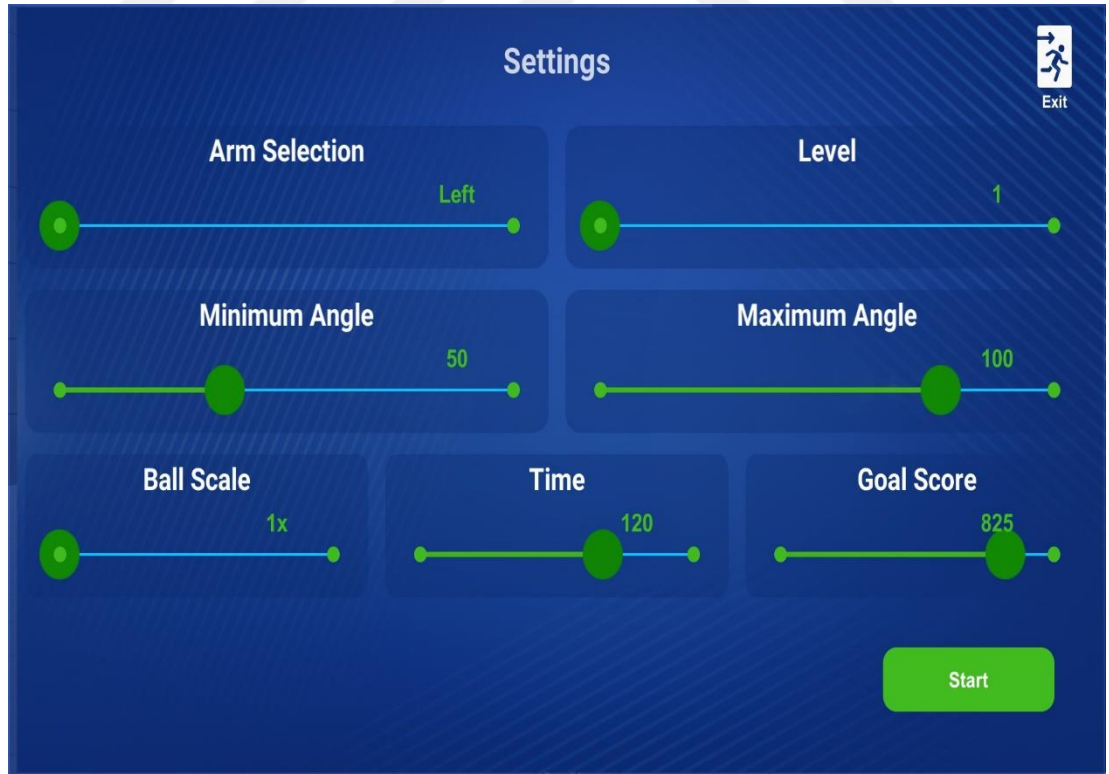 Settings
Exit
Arm Selection
Left
Level
1
Minimum Angle
50
Maximum Angle
100
Ball Scale
1x
Time
120
Goal Score
825
Start